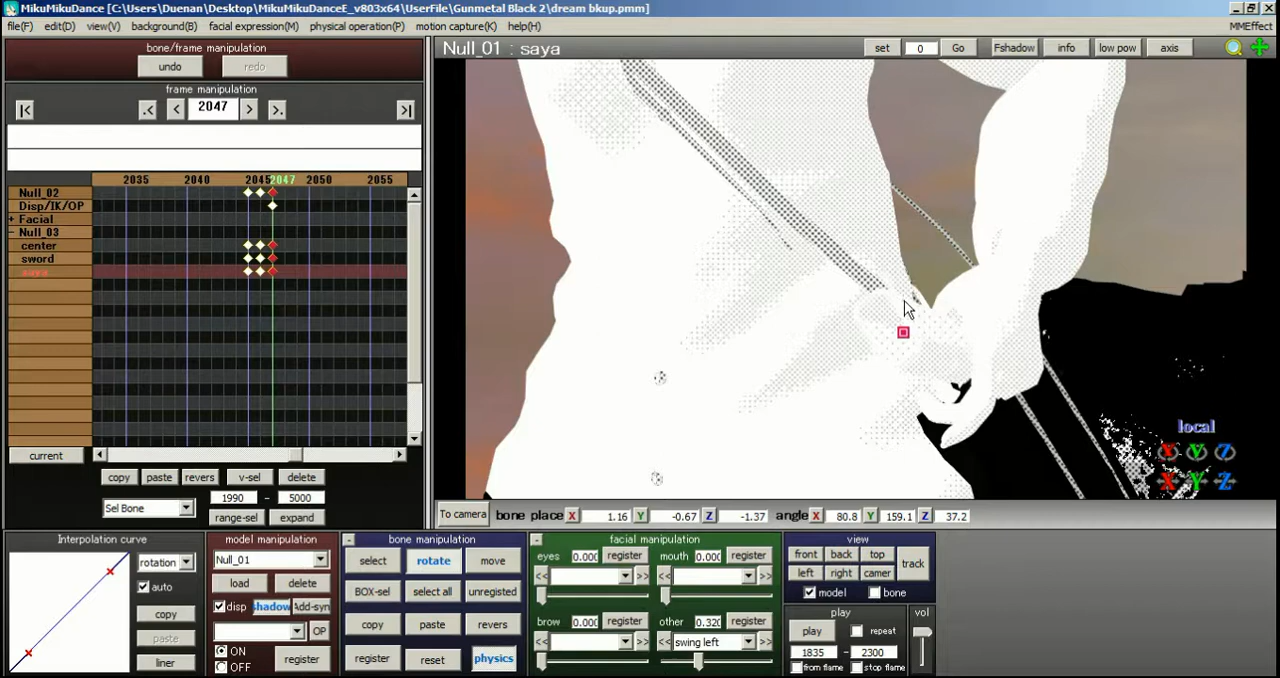 MikuMikuDance [C:\Users\Duenan\Desktop\MikuMikuDanceE_v803x64\UserFile\Gunmetal Black 2\dream bkup.pmm]
file(F) edit(D) view(V) background(B) facial expression(M) physical operation(P) motion capture(K) help(H) MMEffect
bone/frame manipulation
undo redo
frame manipulation
|< .< < 2047 > >. >|
Null_01 : saya
set 0 Go Fshadow info low pow axis
2035 2040 2045 2047 2050 2055
Null_02
Disp/IK/OP
+ Facial
- Null_03
center
sword
saya
current
copy paste revers v-sel delete
Sel Bone 1990 - 5000
range-sel expand
local
X Y Z
X Y Z
To camera bone place X 1.16 Y -0.67 Z -1.37 angle X 80.8 Y 159.1 Z 37.2
Interpolation curve
rotation
auto
copy
paste
liner
model manipulation
Null_01
load delete
disp shadow Add-syn
OP
ON
OFF
register
- bone manipulation
select rotate move
BOX-sel select all unregisted
copy paste revers
register reset physics
- facial manipulation
eyes 0.000 register mouth 0.000 register
<< >> << >>
brow 0.000 register other 0.320 register
<< >> << swing left >>
view
front back top
left right camer
track
model bone
play
play repeat
1835 - 2300
from flame stop flame
vol